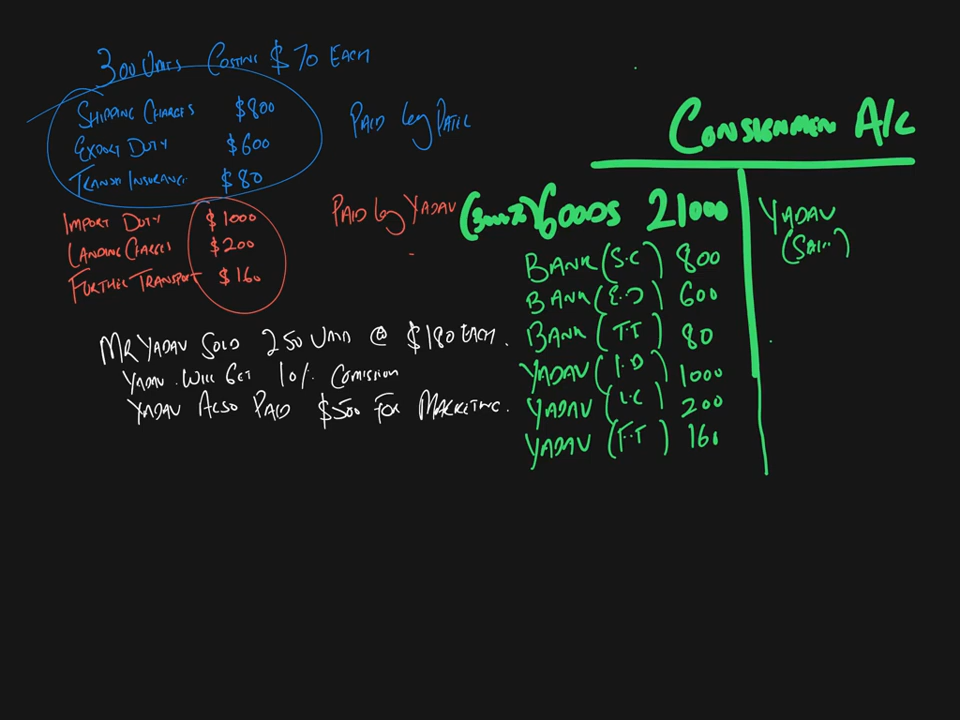 300 UNITS COSTING $70 EACH
SHIPPING CHARGES $800
EXPORT DUTY $600
TRANSIT INSURANCE $80
PAID by PATEL
IMPORT DUTY $1000
LANDING CHARGES $200
FURTHER TRANSPORT $160
PAID by YADAV
MR YADAV SOLD 250 UNITS @ $180 EACH.
YADAV WILL GET 10% COMISSION
YADAV ALSO PAID $500 FOR MARKETING.
CONSIGNMEN A/C
GOODS 21000
BANK (S.C) 800
BANK (E.D) 600
BANK (T.T) 80
YADAV (I.D) 1000
YADAV (L.C) 200
YADAV (F.T) 160
YADAV